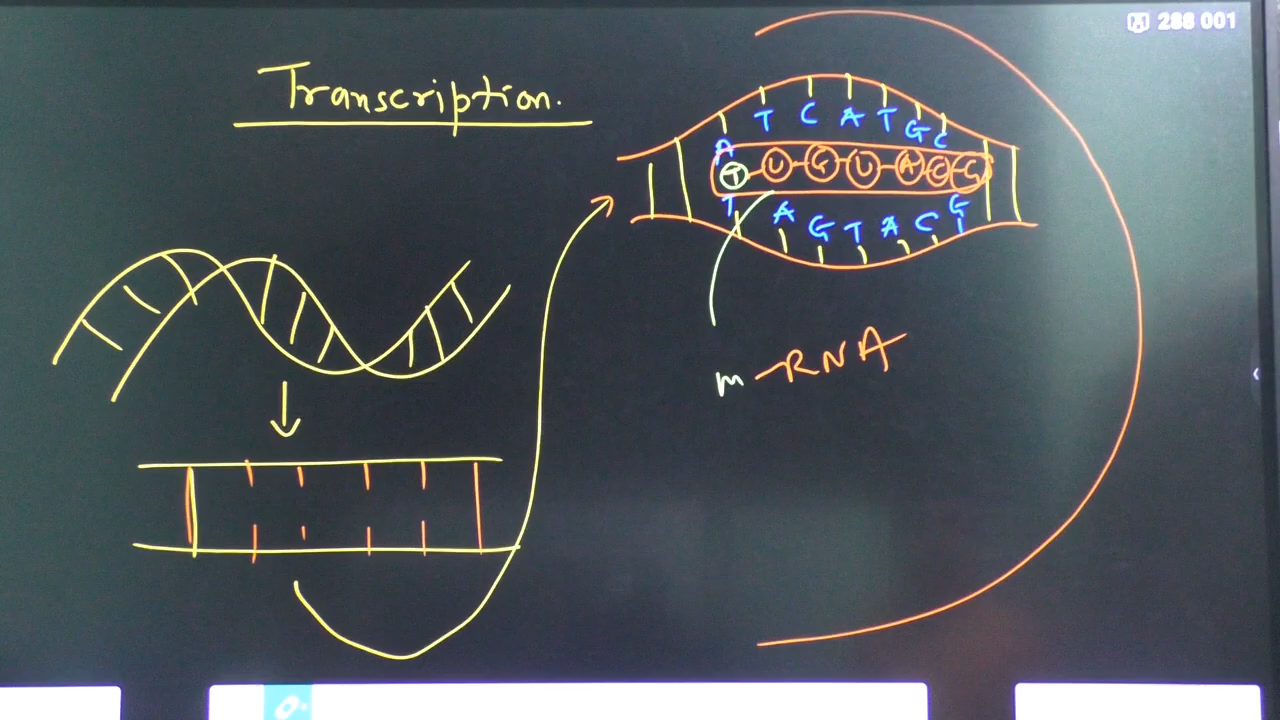 288 001
Transcription.
T C A T G C
A
T U G U A C G
T A G T A C G
m-RNA